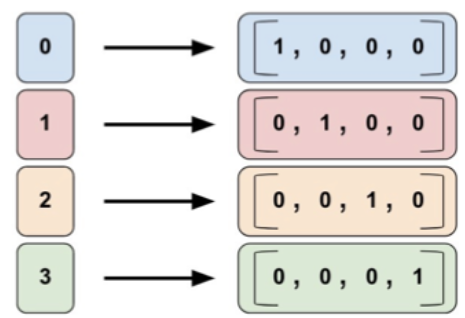 0 [1, 0, 0, 0]
1 [0, 1, 0, 0]
2 [0, 0, 1, 0]
3 [0, 0, 0, 1]